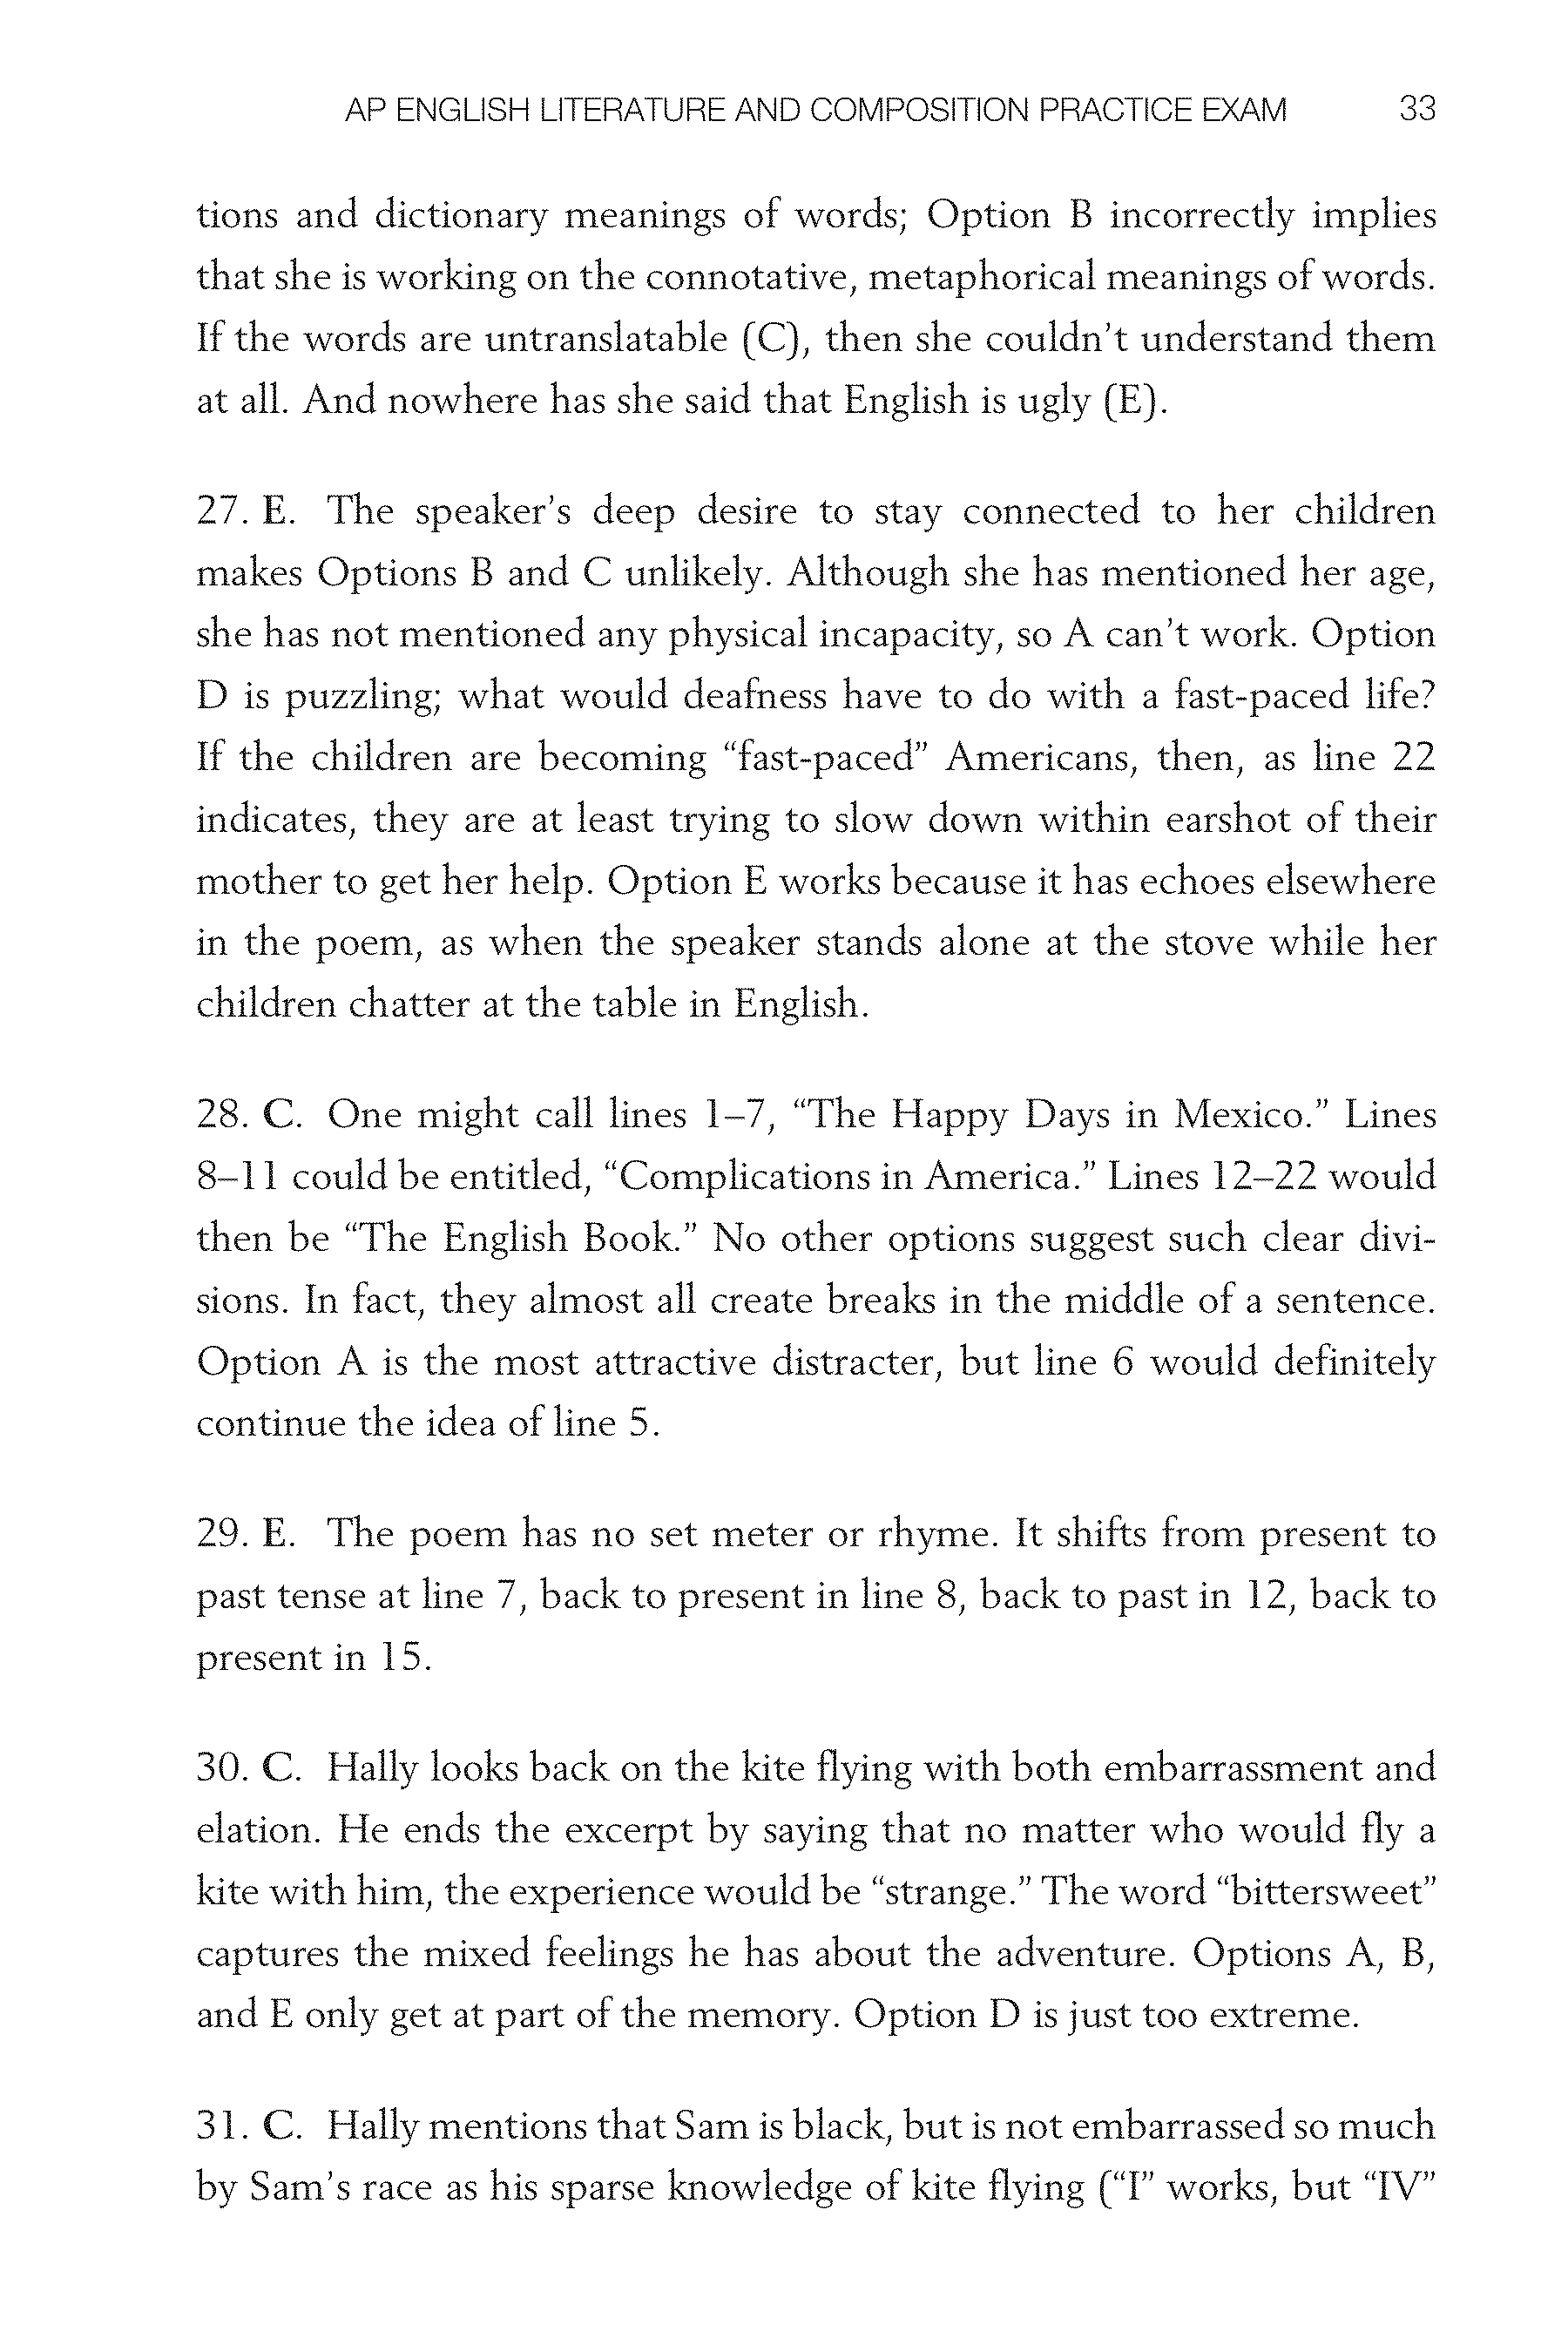 AP ENGLISH LITERATURE AND COMPOSITION PRACTICE EXAM 33
tions and dictionary meanings of words; Option B incorrectly implies
that she is working on the connotative, metaphorical meanings of words.
If the words are untranslatable (C), then she couldn’t understand them
at all. And nowhere has she said that English is ugly (E).
27. E. The speaker’s deep desire to stay connected to her children
makes Options B and C unlikely. Although she has mentioned her age,
she has not mentioned any physical incapacity, so A can’t work. Option
D is puzzling; what would deafness have to do with a fast-paced life?
If the children are becoming “fast-paced” Americans, then, as line 22
indicates, they are at least trying to slow down within earshot of their
mother to get her help. Option E works because it has echoes elsewhere
in the poem, as when the speaker stands alone at the stove while her
children chatter at the table in English.
28. C. One might call lines 1–7, “The Happy Days in Mexico.” Lines
8–11 could be entitled, “Complications in America.” Lines 12–22 would
then be “The English Book.” No other options suggest such clear divi-
sions. In fact, they almost all create breaks in the middle of a sentence.
Option A is the most attractive distracter, but line 6 would definitely
continue the idea of line 5.
29. E. The poem has no set meter or rhyme. It shifts from present to
past tense at line 7, back to present in line 8, back to past in 12, back to
present in 15.
30. C. Hally looks back on the kite flying with both embarrassment and
elation. He ends the excerpt by saying that no matter who would fly a
kite with him, the experience would be “strange.” The word “bittersweet”
captures the mixed feelings he has about the adventure. Options A, B,
and E only get at part of the memory. Option D is just too extreme.
31. C. Hally mentions that Sam is black, but is not embarrassed so much
by Sam’s race as his sparse knowledge of kite flying (“I” works, but “IV”